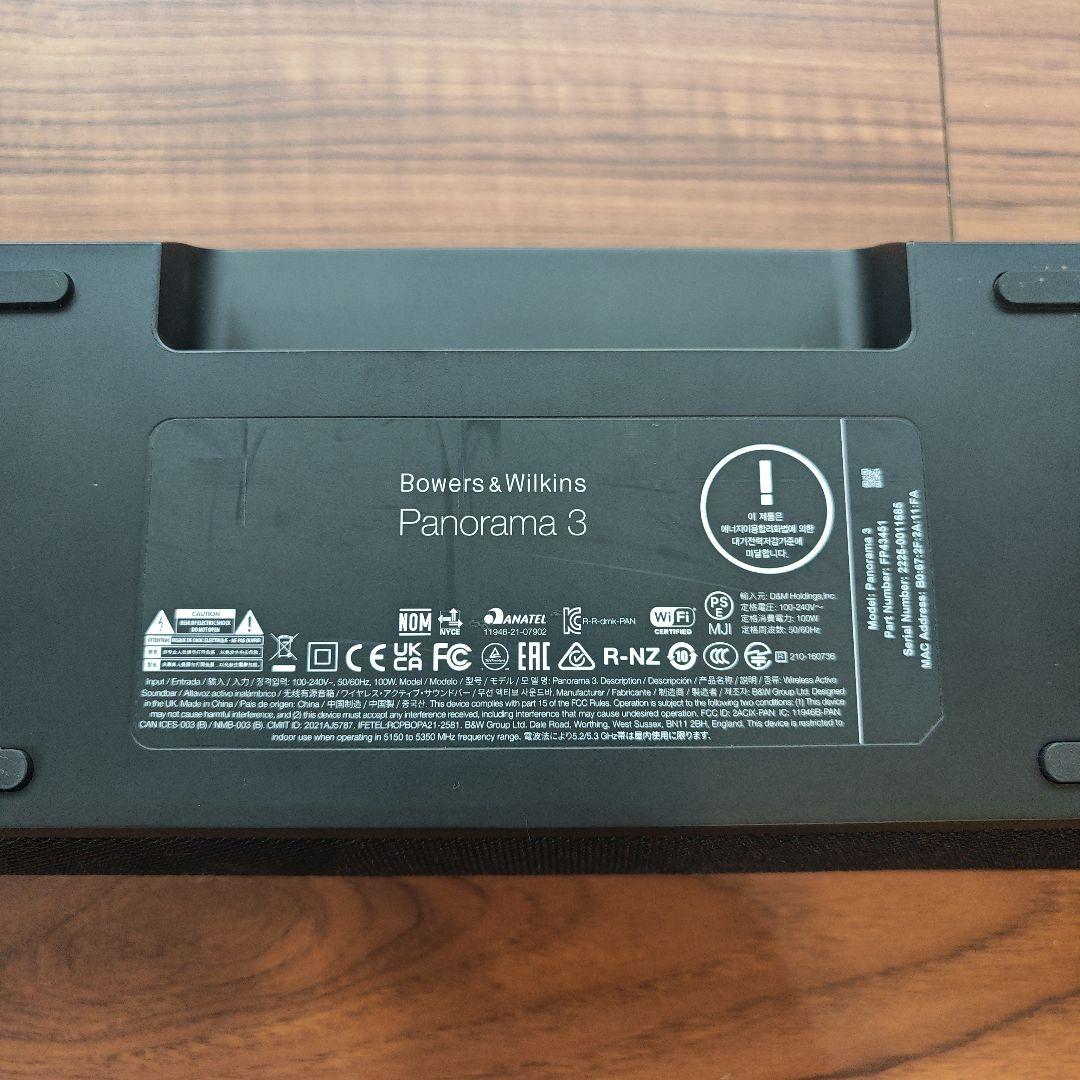 Bowers & Wilkins
Panorama 3
!
이 제품은
에너지이용합리화법에 의한
대기전력저감기준에
미달합니다.
Model: Panorama 3
Part Number: FP43451
Serial Number: 2225-0011685
MAC Address: B0:67:2F:2A:11:FA
CAUTION
RISK OF ELECTRIC SHOCK
DO NOT OPEN
ATTENTION
NOM
NYCE
ANATEL
11946-21-07902
R-R-dmk-PAN
WiFi
CERTIFIED
PS
E
MJI
輸入元: D&M Holdings,Inc.
定格電圧: 100-240V~
定格消費電力: 100W
定格周波数: 50/60Hz
CE
UK
CA
FC
EAC
R-NZ
10
CCC
R 210-160736
Input / Entrada / 輸入 / 入力 / 정격입력: 100-240V~, 50/60Hz, 100W. Model / Modelo / 型号 / モデル / 모델 명: Panorama 3. Description / Descripción / 产品名称 / 説明 / 종류: Wireless Active
Soundbar / Altavoz activo inalámbrico / 无线有源音箱 / ワイヤレス・アクティブ・サウンドバー / 무선 액티브 사운드바. Manufacturer / Fabricante / 制造商 / 製造者 / 제조자: B&W Group Ltd. Designed
in the UK. Made in China / País de origen: China / 中国制造 / 中国製 / 중국산. This device complies with part 15 of the FCC Rules. Operation is subject to the following two conditions: (1) This device
may not cause harmful interference, and (2) this device must accept any interference received, including interference that may cause undesired operation. FCC ID: 2ACIX-PAN IC: 11946B-PAN.
CAN ICES-003 (B) / NMB-003 (B). CMIIT ID: 2021AJ5787. IFETEL:RCPBOPA21-2581. B&W Group Ltd. Dale Road, Worthing, West Sussex, BN11 2BH, England. This device is restricted to
indoor use when operating in 5150 to 5350 MHz frequency range. 電波法により5.2/5.3 GHz帯は屋内使用に限ります.